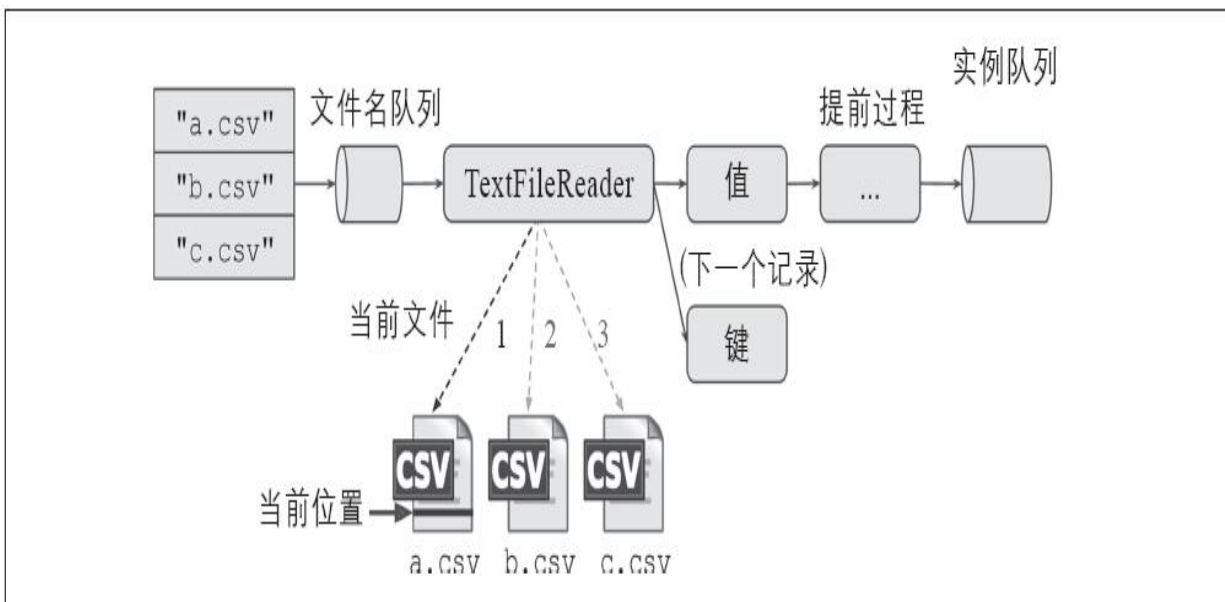 "a.csv"
"b.csv"
"c.csv"
文件名队列
TextFileReader
值
提前过程
...
实例队列
(下一个记录)
键
当前文件
1
2
3
CSV
CSV
CSV
当前位置
a.csv
b.csv
c.csv